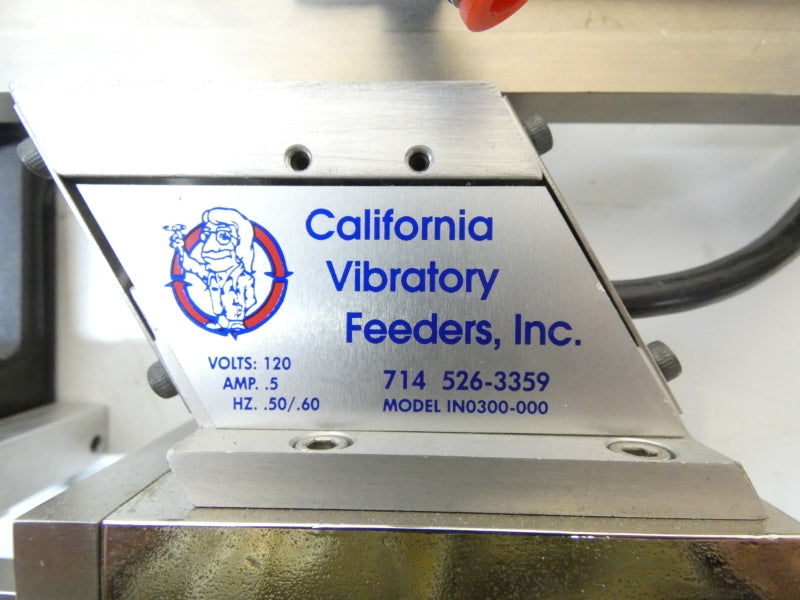 California
Vibratory
Feeders, Inc.
VOLTS: 120
AMP. .5
HZ. .50/.60
714 526-3359
MODEL IN0300-000